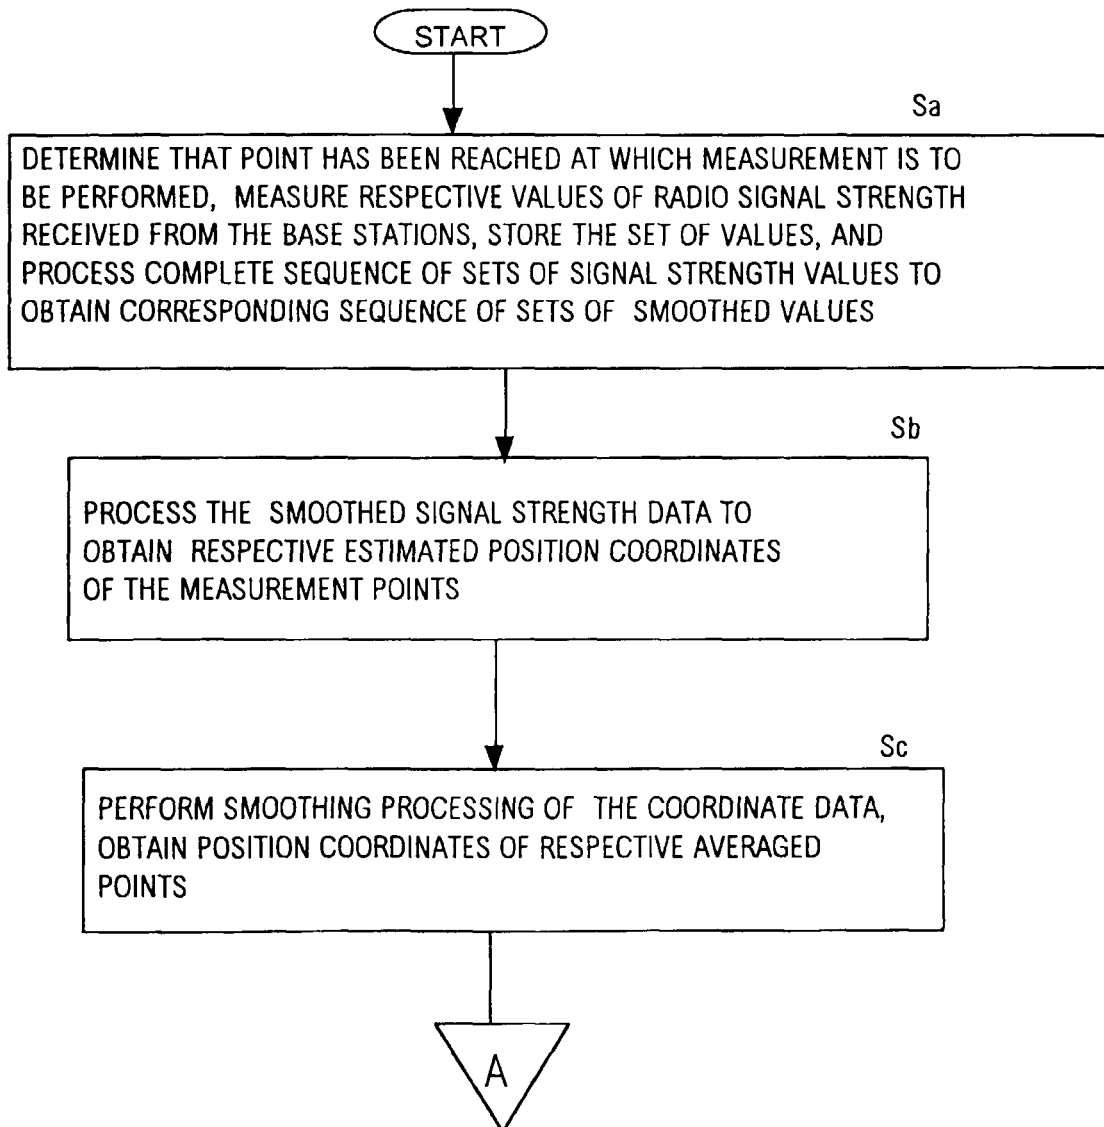 START
Sa
DETERMINE THAT POINT HAS BEEN REACHED AT WHICH MEASUREMENT IS TO
BE PERFORMED, MEASURE RESPECTIVE VALUES OF RADIO SIGNAL STRENGTH
RECEIVED FROM THE BASE STATIONS, STORE THE SET OF VALUES, AND
PROCESS COMPLETE SEQUENCE OF SETS OF SIGNAL STRENGTH VALUES TO
OBTAIN CORRESPONDING SEQUENCE OF SETS OF SMOOTHED VALUES
Sb
PROCESS THE SMOOTHED SIGNAL STRENGTH DATA TO
OBTAIN RESPECTIVE ESTIMATED POSITION COORDINATES
OF THE MEASUREMENT POINTS
Sc
PERFORM SMOOTHING PROCESSING OF THE COORDINATE DATA,
OBTAIN POSITION COORDINATES OF RESPECTIVE AVERAGED
POINTS
A